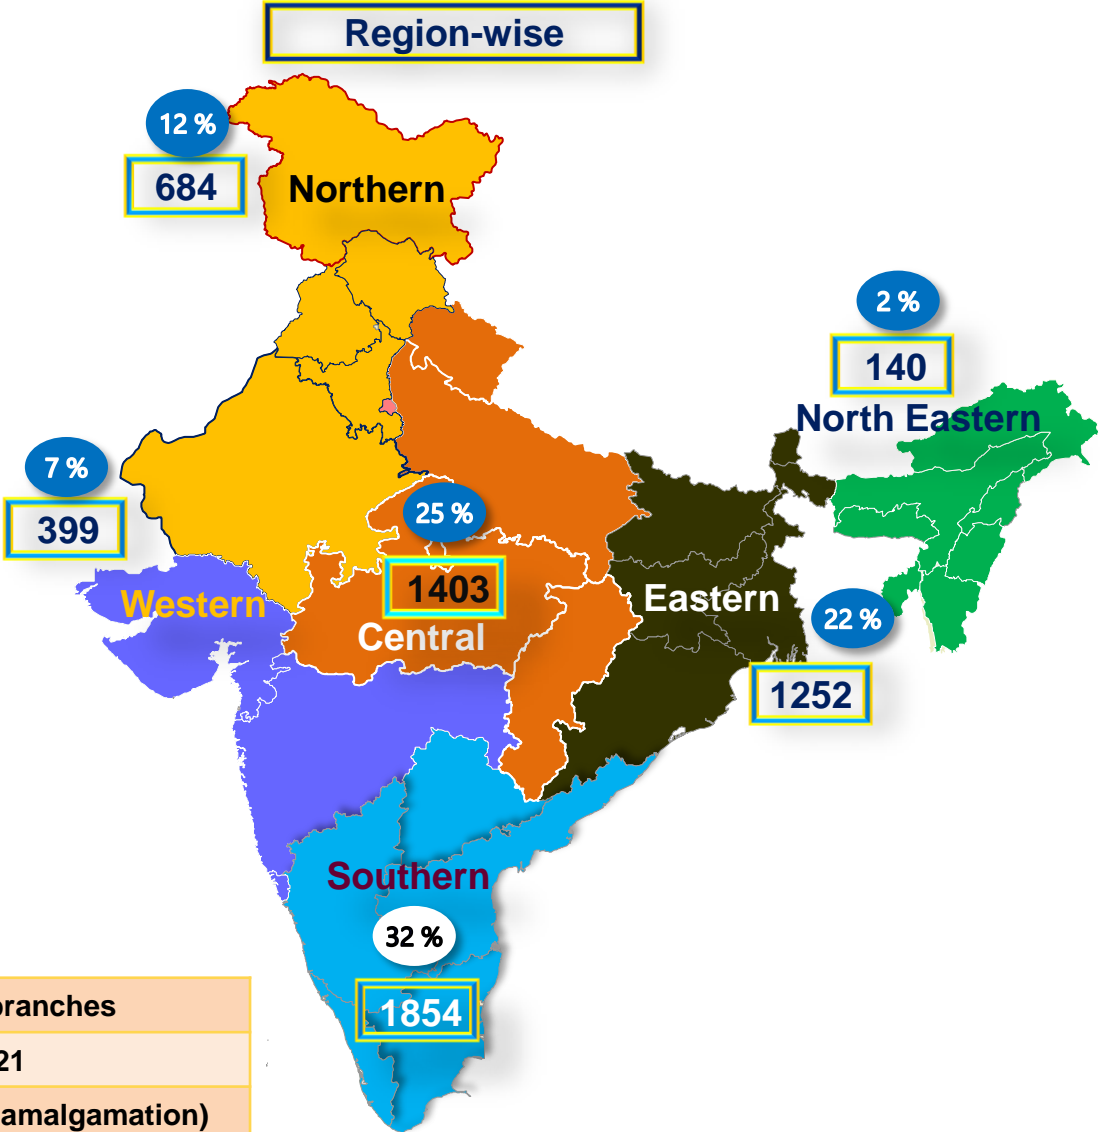 Region-wise
12 %
684
Northern
2 %
140
North Eastern
7 %
399
25 %
1403
Western
Central
Eastern
22 %
1252
Southern
32 %
1854
branches
21
amalgamation)